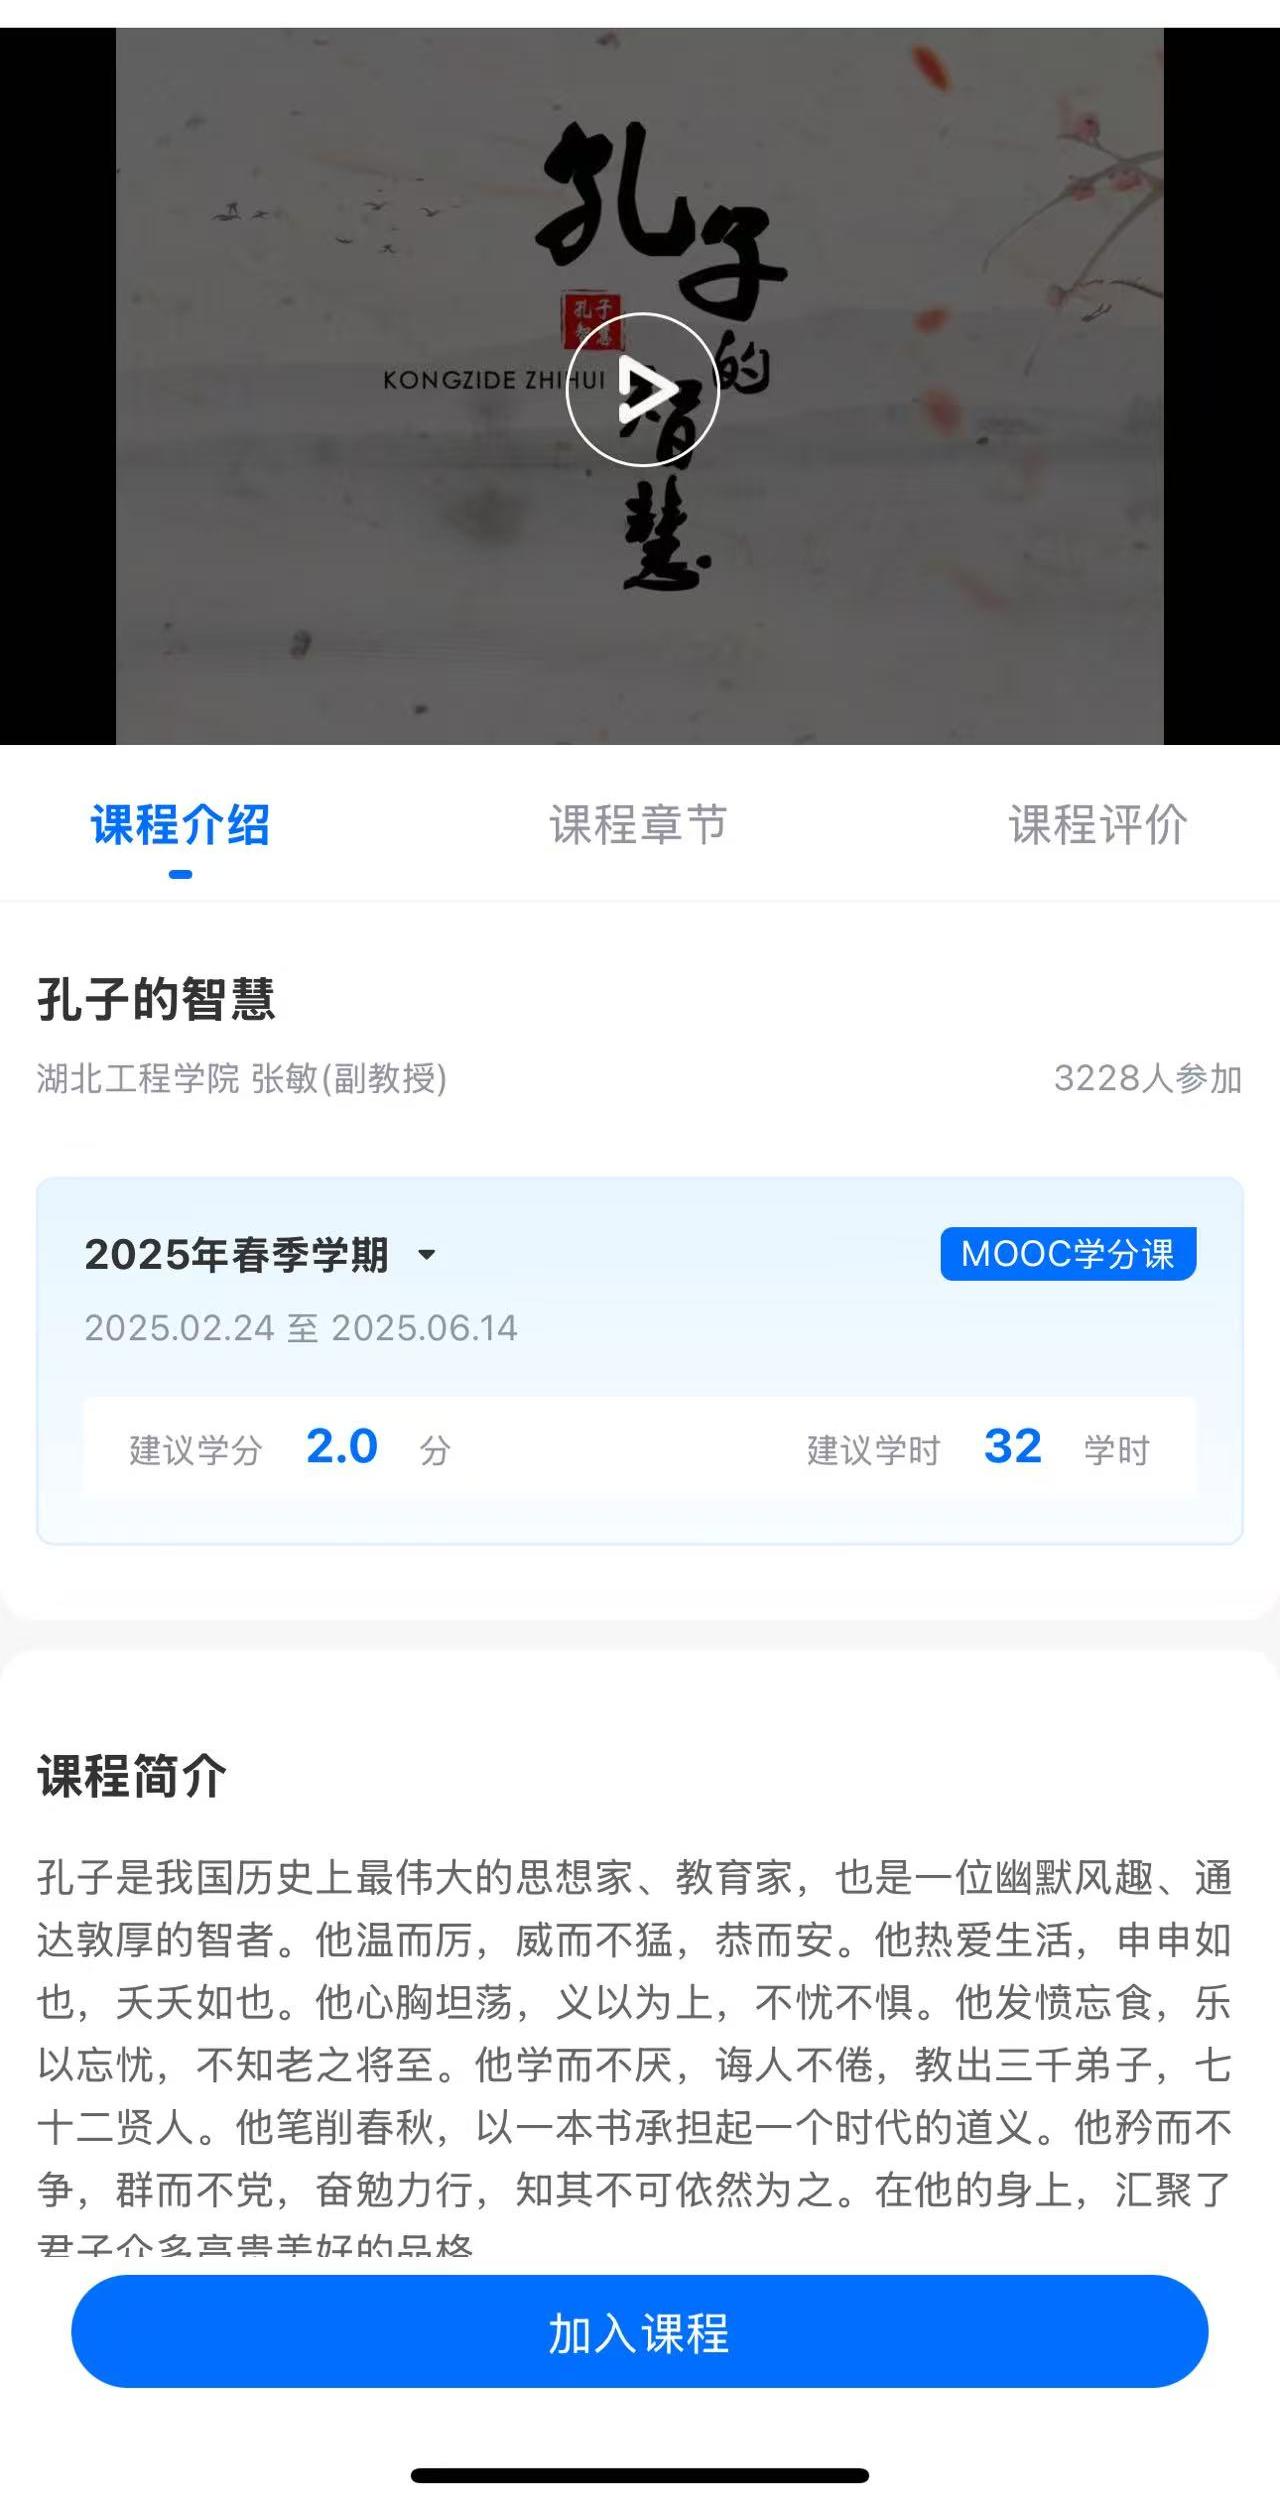 孔子的智慧
孔子
智慧
KONGZIDE ZHIHUI
课程介绍 课程章节 课程评价
孔子的智慧
湖北工程学院 张敏(副教授) 3228人参加
2025年春季学期 MOOC学分课
2025.02.24 至 2025.06.14
建议学分 2.0 分 建议学时 32 学时
课程简介
孔子是我国历史上最伟大的思想家、教育家，也是一位幽默风趣、通
达敦厚的智者。他温而厉，威而不猛，恭而安。他热爱生活，申申如
也，夭夭如也。他心胸坦荡，义以为上，不忧不惧。他发愤忘食，乐
以忘忧，不知老之将至。他学而不厌，诲人不倦，教出三千弟子，七
十二贤人。他笔削春秋，以一本书承担起一个时代的道义。他矜而不
争，群而不党，奋勉力行，知其不可依然为之。在他的身上，汇聚了
君子众多高贵美好的品格
加入课程